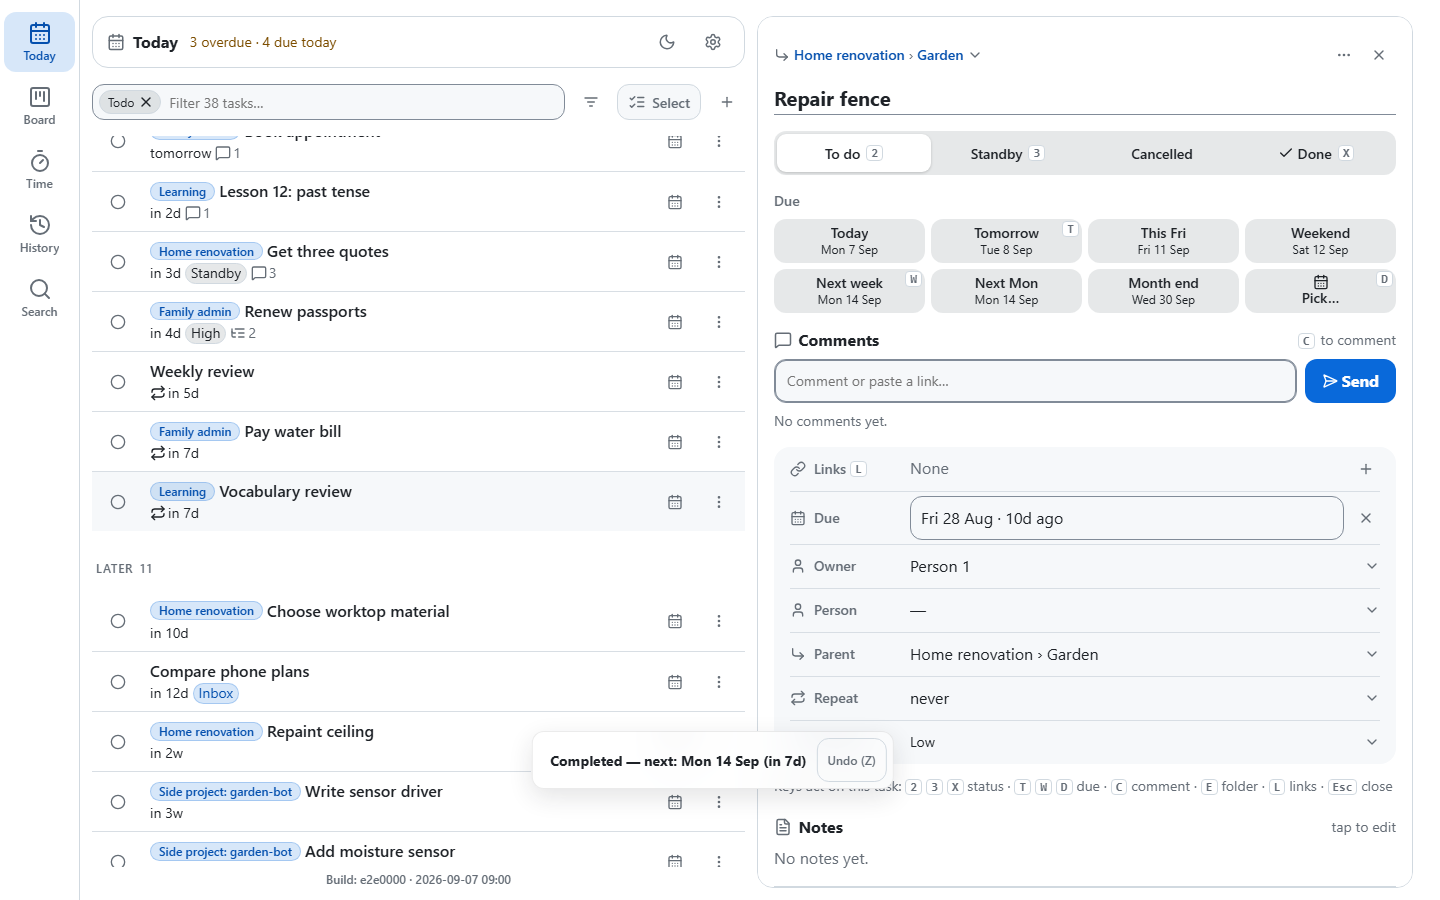 Today
Board
Time
History
Search
Today 3 overdue · 4 due today
Todo Filter 38 tasks... Select
tomorrow 1
Learning Lesson 12: past tense
in 2d 1
Home renovation Get three quotes
in 3d Standby 3
Family admin Renew passports
in 4d High 2
Weekly review
in 5d
Family admin Pay water bill
in 7d
Learning Vocabulary review
in 7d
LATER 11
Home renovation Choose worktop material
in 10d
Compare phone plans
in 12d Inbox
Home renovation Repaint ceiling
in 2w
Side project: garden-bot Write sensor driver
in 3w
Side project: garden-bot Add moisture sensor
Build: e2e0000 · 2026-09-07 09:00
Completed — next: Mon 14 Sep (in 7d) Undo (Z)
Home renovation › Garden
Repair fence
To do 2 Standby 3 Cancelled Done X
Due
Today Tomorrow T This Fri Weekend
Mon 7 Sep Tue 8 Sep Fri 11 Sep Sat 12 Sep
Next week W Next Mon Month end Pick... D
Mon 14 Sep Mon 14 Sep Wed 30 Sep
Comments C to comment
Comment or paste a link... Send
No comments yet.
Links L None
Due Fri 28 Aug · 10d ago
Owner Person 1
Person —
Parent Home renovation › Garden
Repeat never
Low
2 3 X status · T W D due · C comment · E folder · L links · Esc close
Notes tap to edit
No notes yet.